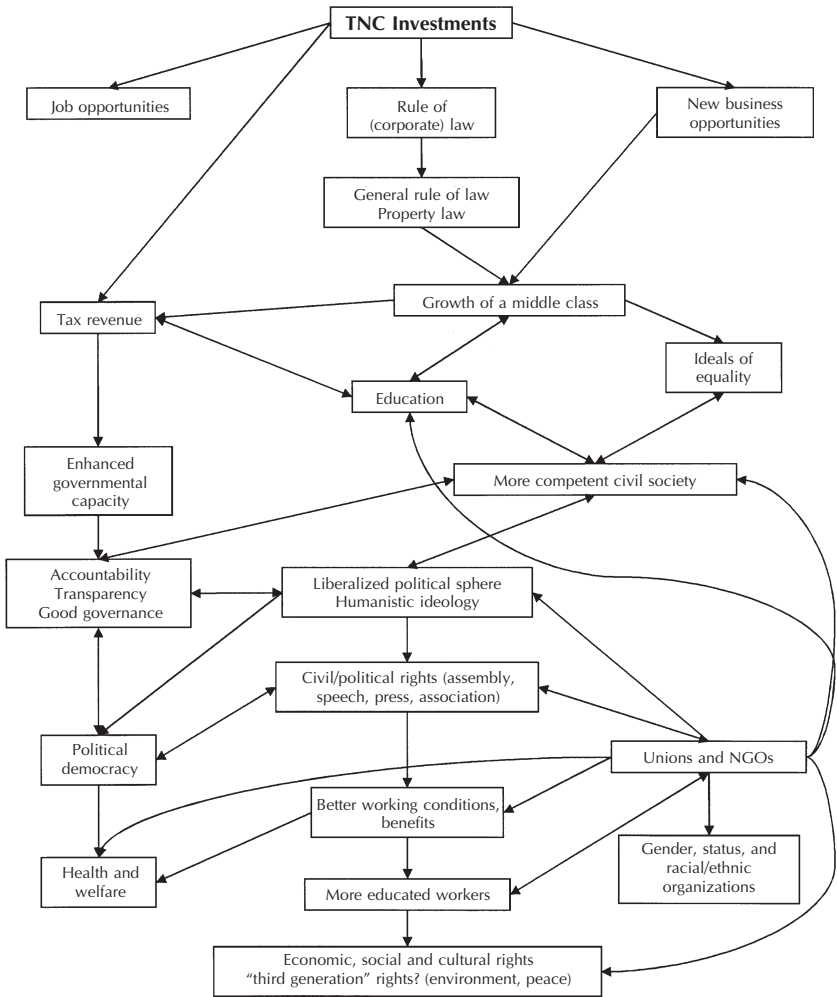 TNC Investments
Job opportunities
Rule of
(corporate) law
New business
opportunities
General rule of law
Property law
Growth of a middle class
Tax revenue
Ideals of
equality
Education
Enhanced
governmental
capacity
More competent civil society
Accountability
Transparency
Good governance
Liberalized political sphere
Humanistic ideology
Civil/political rights (assembly,
speech, press, association)
Political
democracy
Unions and NGOs
Better working conditions,
benefits
Gender, status, and
racial/ethnic
organizations
Health and
welfare
More educated workers
Economic, social and cultural rights
“third generation” rights? (environment, peace)